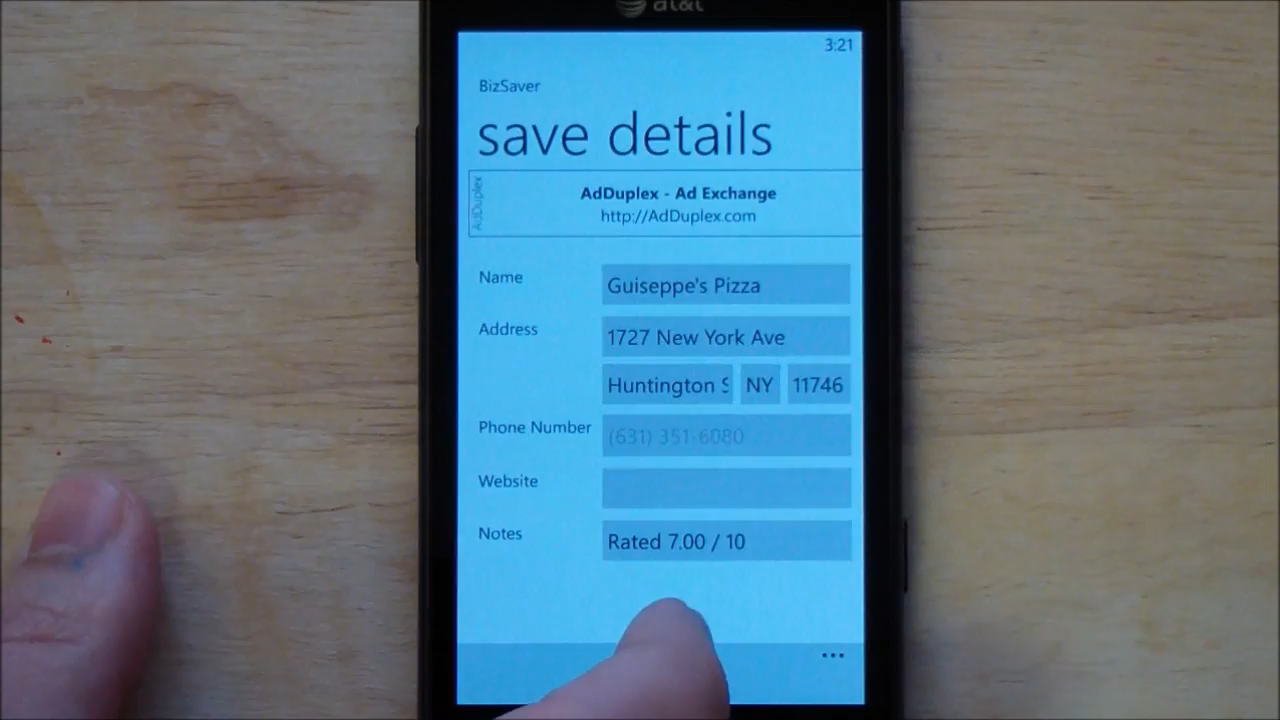 at&t
3:21
BizSaver
save details
AdDuplex
AdDuplex - Ad Exchange
http://AdDuplex.com
Name
Guiseppe's Pizza
Address
1727 New York Ave
Huntington S
NY
11746
Phone Number
(631) 351-6080
Website
Notes
Rated 7.00 / 10